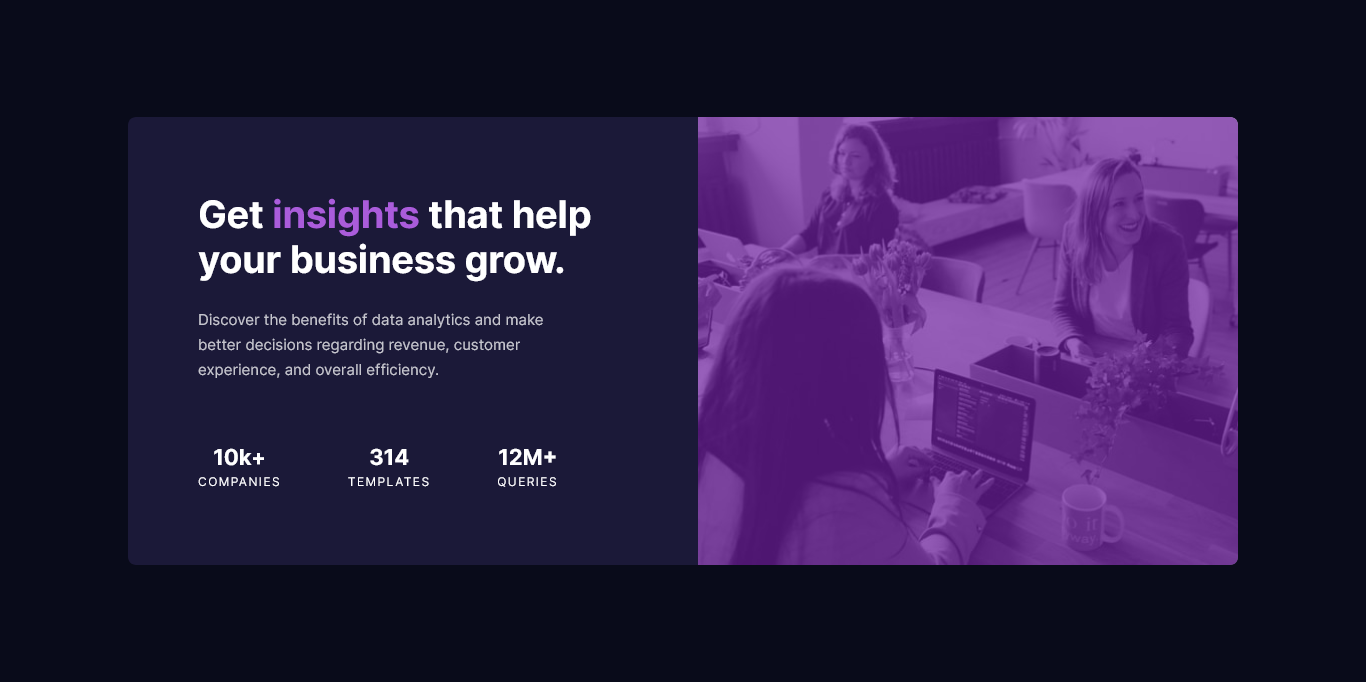 Get insights that help
your business grow.
Discover the benefits of data analytics and make
better decisions regarding revenue, customer
experience, and overall efficiency.
10k+ 314 12M+
COMPANIES TEMPLATES QUERIES